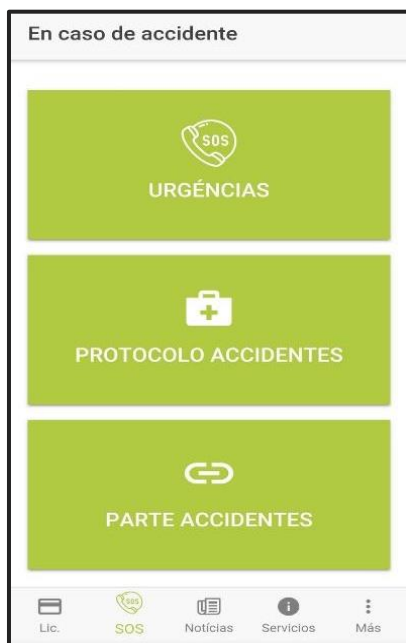 En caso de accidente
SOS
URGÉNCIAS
PROTOCOLO ACCIDENTES
PARTE ACCIDENTES
SOS
Lic. SOS Notícias Servicios Más